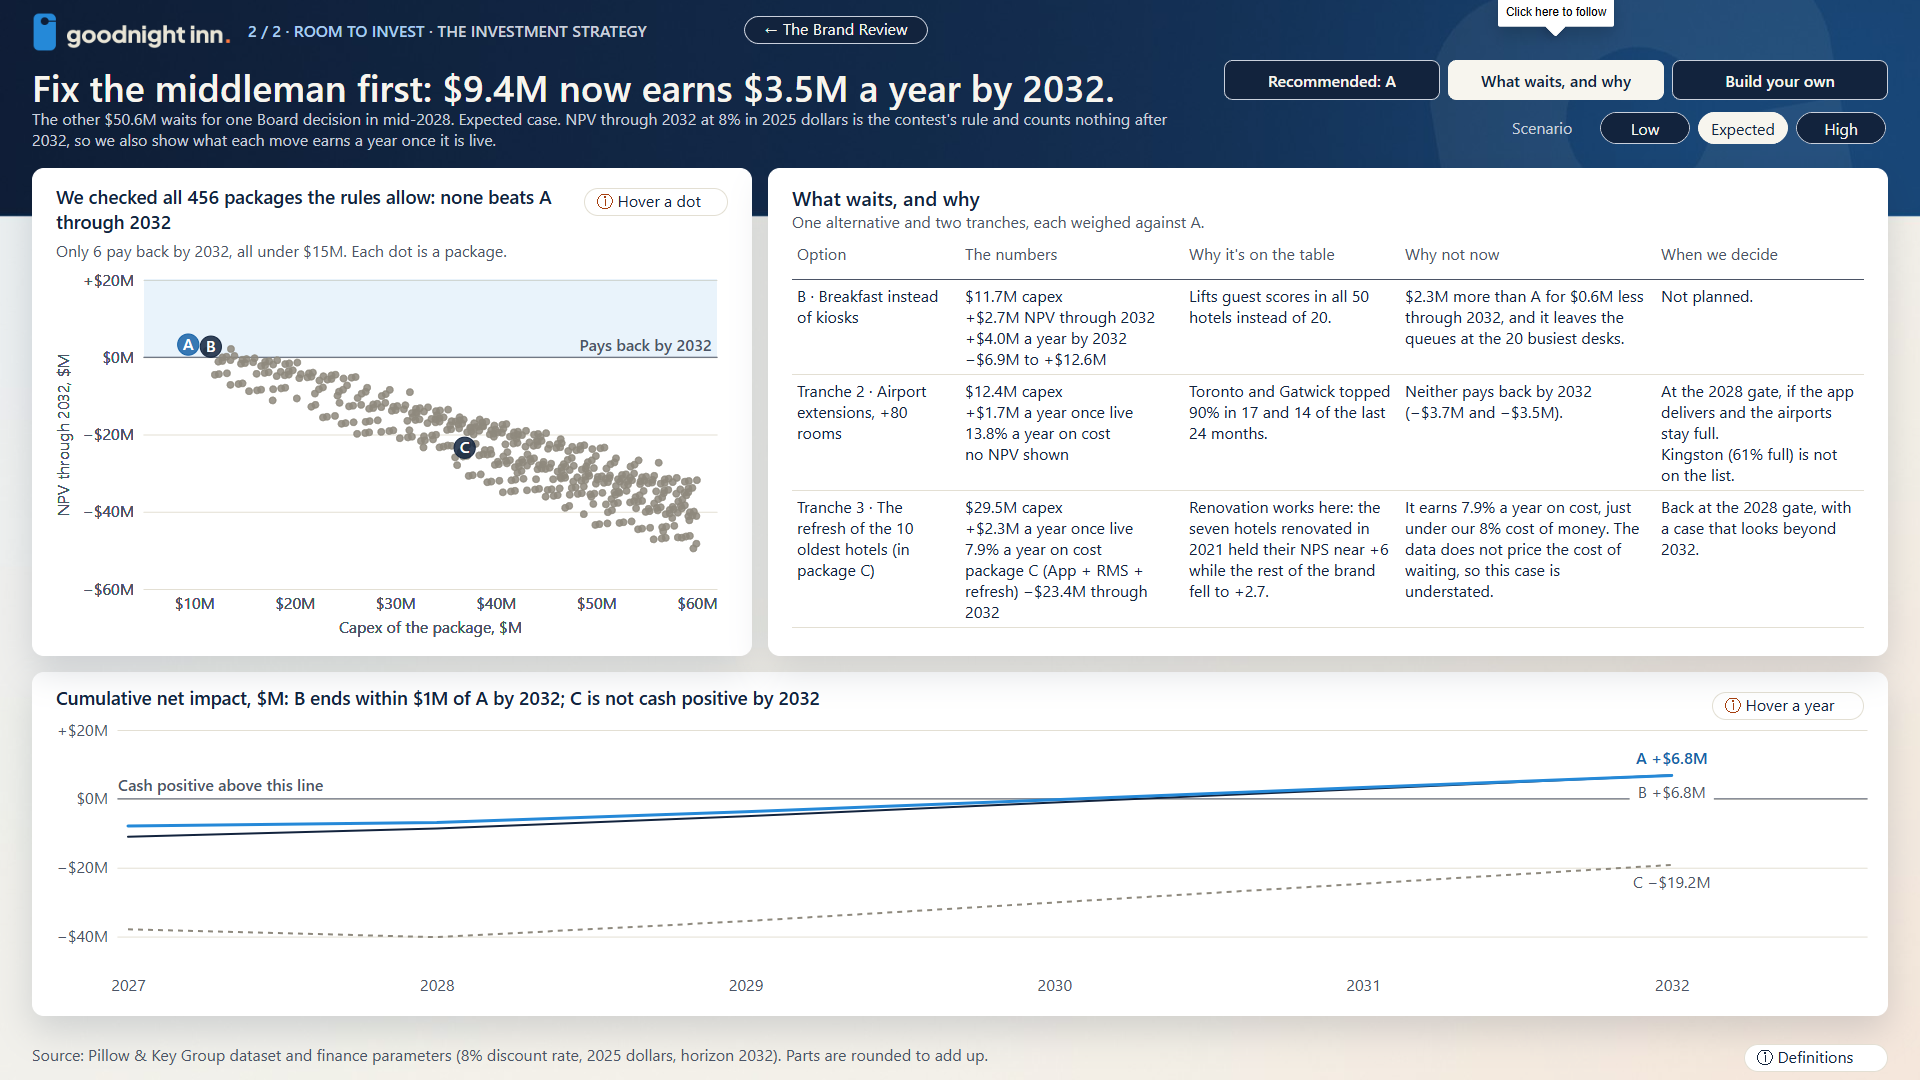 Click here to follow
goodnight inn.
2 / 2 · ROOM TO INVEST · THE INVESTMENT STRATEGY
← The Brand Review
Fix the middleman first: $9.4M now earns $3.5M a year by 2032.
The other $50.6M waits for one Board decision in mid-2028. Expected case. NPV through 2032 at 8% in 2025 dollars is the contest's rule and counts nothing after
2032, so we also show what each move earns a year once it is live.
Recommended: A
What waits, and why
Build your own
Scenario
Low
Expected
High
We checked all 456 packages the rules allow: none beats A
through 2032
ⓘ Hover a dot
Only 6 pay back by 2032, all under $15M. Each dot is a package.
+$20M
$0M
−$20M
−$40M
−$60M
NPV through 2032, $M
Pays back by 2032
A
B
C
$10M
$20M
$30M
$40M
$50M
$60M
Capex of the package, $M
What waits, and why
One alternative and two tranches, each weighed against A.
Option
The numbers
Why it's on the table
Why not now
When we decide
B · Breakfast instead
of kiosks
$11.7M capex
+$2.7M NPV through 2032
+$4.0M a year by 2032
−$6.9M to +$12.6M
Lifts guest scores in all 50
hotels instead of 20.
$2.3M more than A for $0.6M less
through 2032, and it leaves the
queues at the 20 busiest desks.
Not planned.
Tranche 2 · Airport
extensions, +80
rooms
$12.4M capex
+$1.7M a year once live
13.8% a year on cost
no NPV shown
Toronto and Gatwick topped
90% in 17 and 14 of the last
24 months.
Neither pays back by 2032
(−$3.7M and −$3.5M).
At the 2028 gate, if the app
delivers and the airports
stay full.
Kingston (61% full) is not
on the list.
Tranche 3 · The
refresh of the 10
oldest hotels (in
package C)
$29.5M capex
+$2.3M a year once live
7.9% a year on cost
package C (App + RMS +
refresh) −$23.4M through
2032
Renovation works here: the
seven hotels renovated in
2021 held their NPS near +6
while the rest of the brand
fell to +2.7.
It earns 7.9% a year on cost, just
under our 8% cost of money. The
data does not price the cost of
waiting, so this case is
understated.
Back at the 2028 gate, with
a case that looks beyond
2032.
Cumulative net impact, $M: B ends within $1M of A by 2032; C is not cash positive by 2032
ⓘ Hover a year
+$20M
$0M
−$20M
−$40M
Cash positive above this line
A +$6.8M
B +$6.8M
C −$19.2M
2027
2028
2029
2030
2031
2032
Source: Pillow & Key Group dataset and finance parameters (8% discount rate, 2025 dollars, horizon 2032). Parts are rounded to add up.
ⓘ Definitions